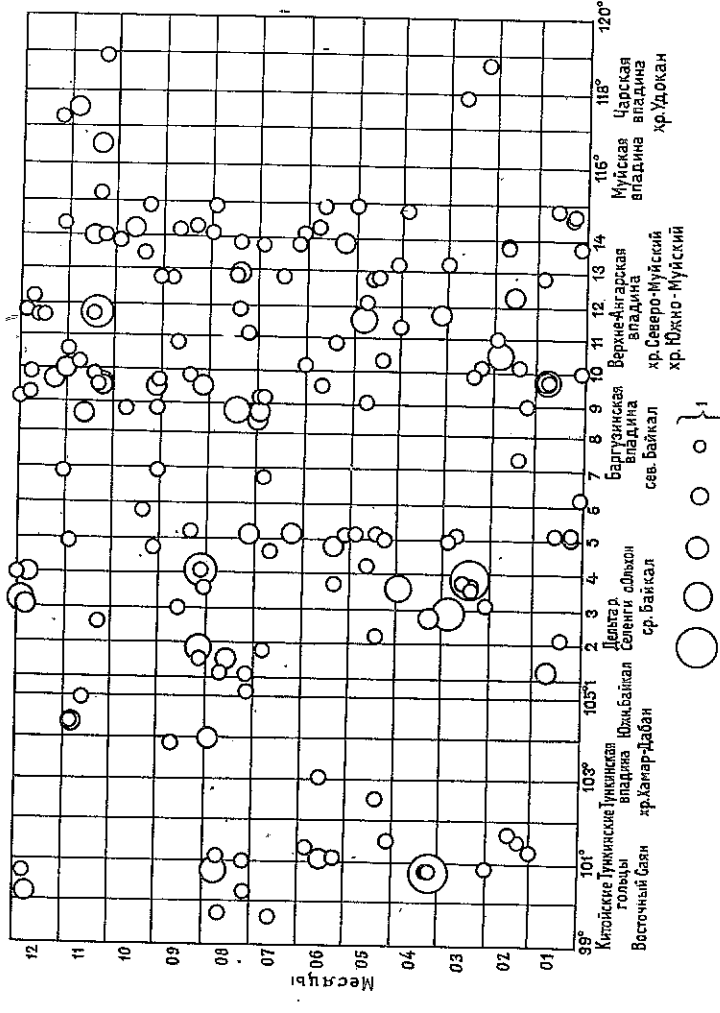 Месяцы
12
11
10
09
08
07
06
05
04
03
02
01
99° 101° 103° 105° 1 2 3 4 5 6 7 8 9 10 11 12 13 14 116° 118° 120°
Китойские гольцы
Восточный Саян
Тункинские
Тункинская впадина
хр.Хамар-Дабан
Южн.Байкал
Дельта р. Селенги о.Ольхон
ср. Байкал
Баргузинская впадина
сев. Байкал
Верхне-Ангарская впадина
хр. Северо-Муйский
хр. Южно-Муйский
Муйская впадина
Чарская впадина
хр. Удокан
1